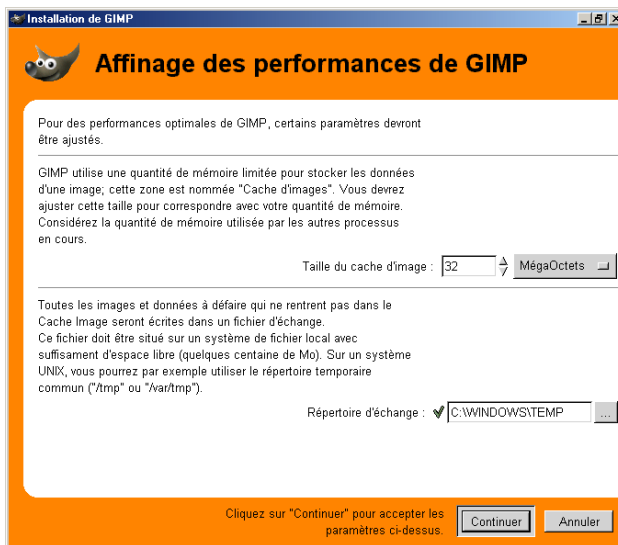 Installation de GIMP
Affinage des performances de GIMP
Pour des performances optimales de GIMP, certains paramètres devront
être ajustés.
GIMP utilise une quantité de mémoire limitée pour stocker les données
d'une image; cette zone est nommée "Cache d'images". Vous devrez
ajuster cette taille pour correspondre avec votre quantité de mémoire.
Considérez la quantité de mémoire utilisée par les autres processus
en cours.
Taille du cache d'image : 32 MégaOctets
Toutes les images et données à défaire qui ne rentrent pas dans le
Cache Image seront écrites dans un fichier d'échange.
Ce fichier doit être situé sur un système de fichier local avec
suffisament d'espace libre (quelques centaine de Mo). Sur un système
UNIX, vous pourrez par exemple utiliser le répertoire temporaire
commun ("/tmp" ou "/var/tmp").
Répertoire d'échange : C:\WINDOWS\TEMP ...
Cliquez sur "Continuer" pour accepter les
paramètres ci-dessus.
Continuer Annuler